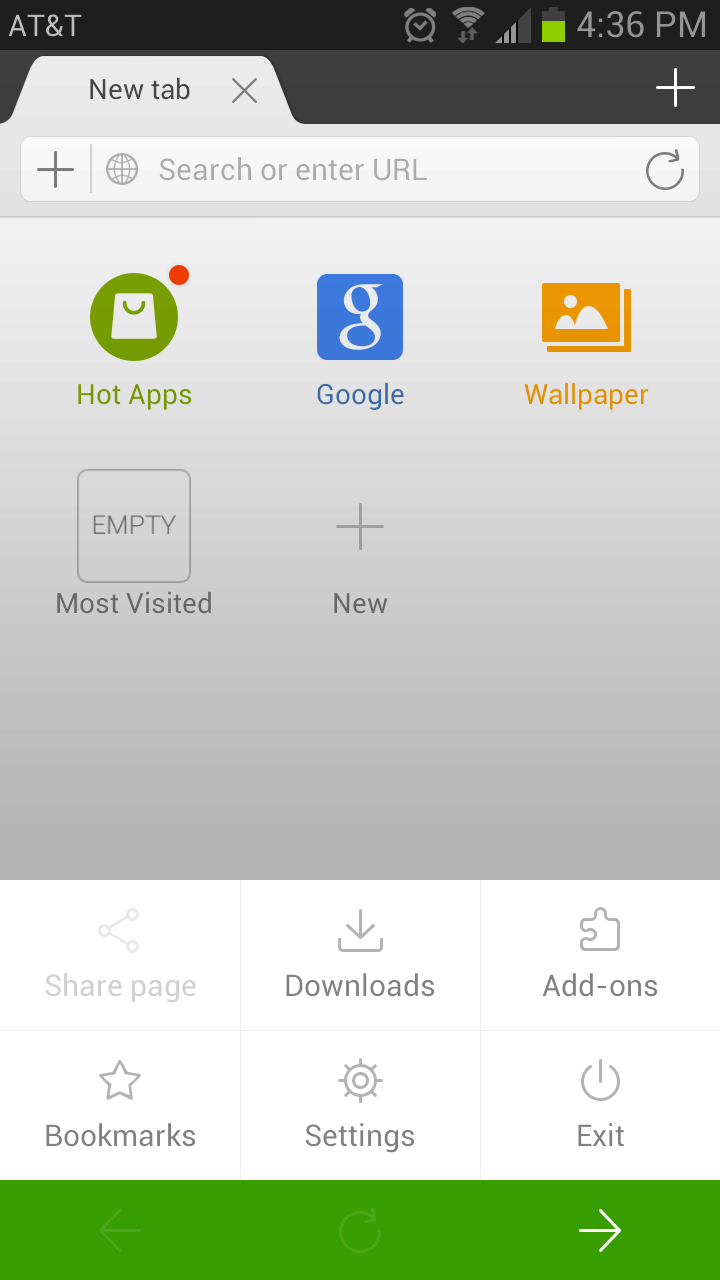 AT&T 4:36 PM
New tab
Search or enter URL
g
Hot Apps Google Wallpaper
EMPTY
Most Visited New
Share page Downloads Add-ons
Bookmarks Settings Exit